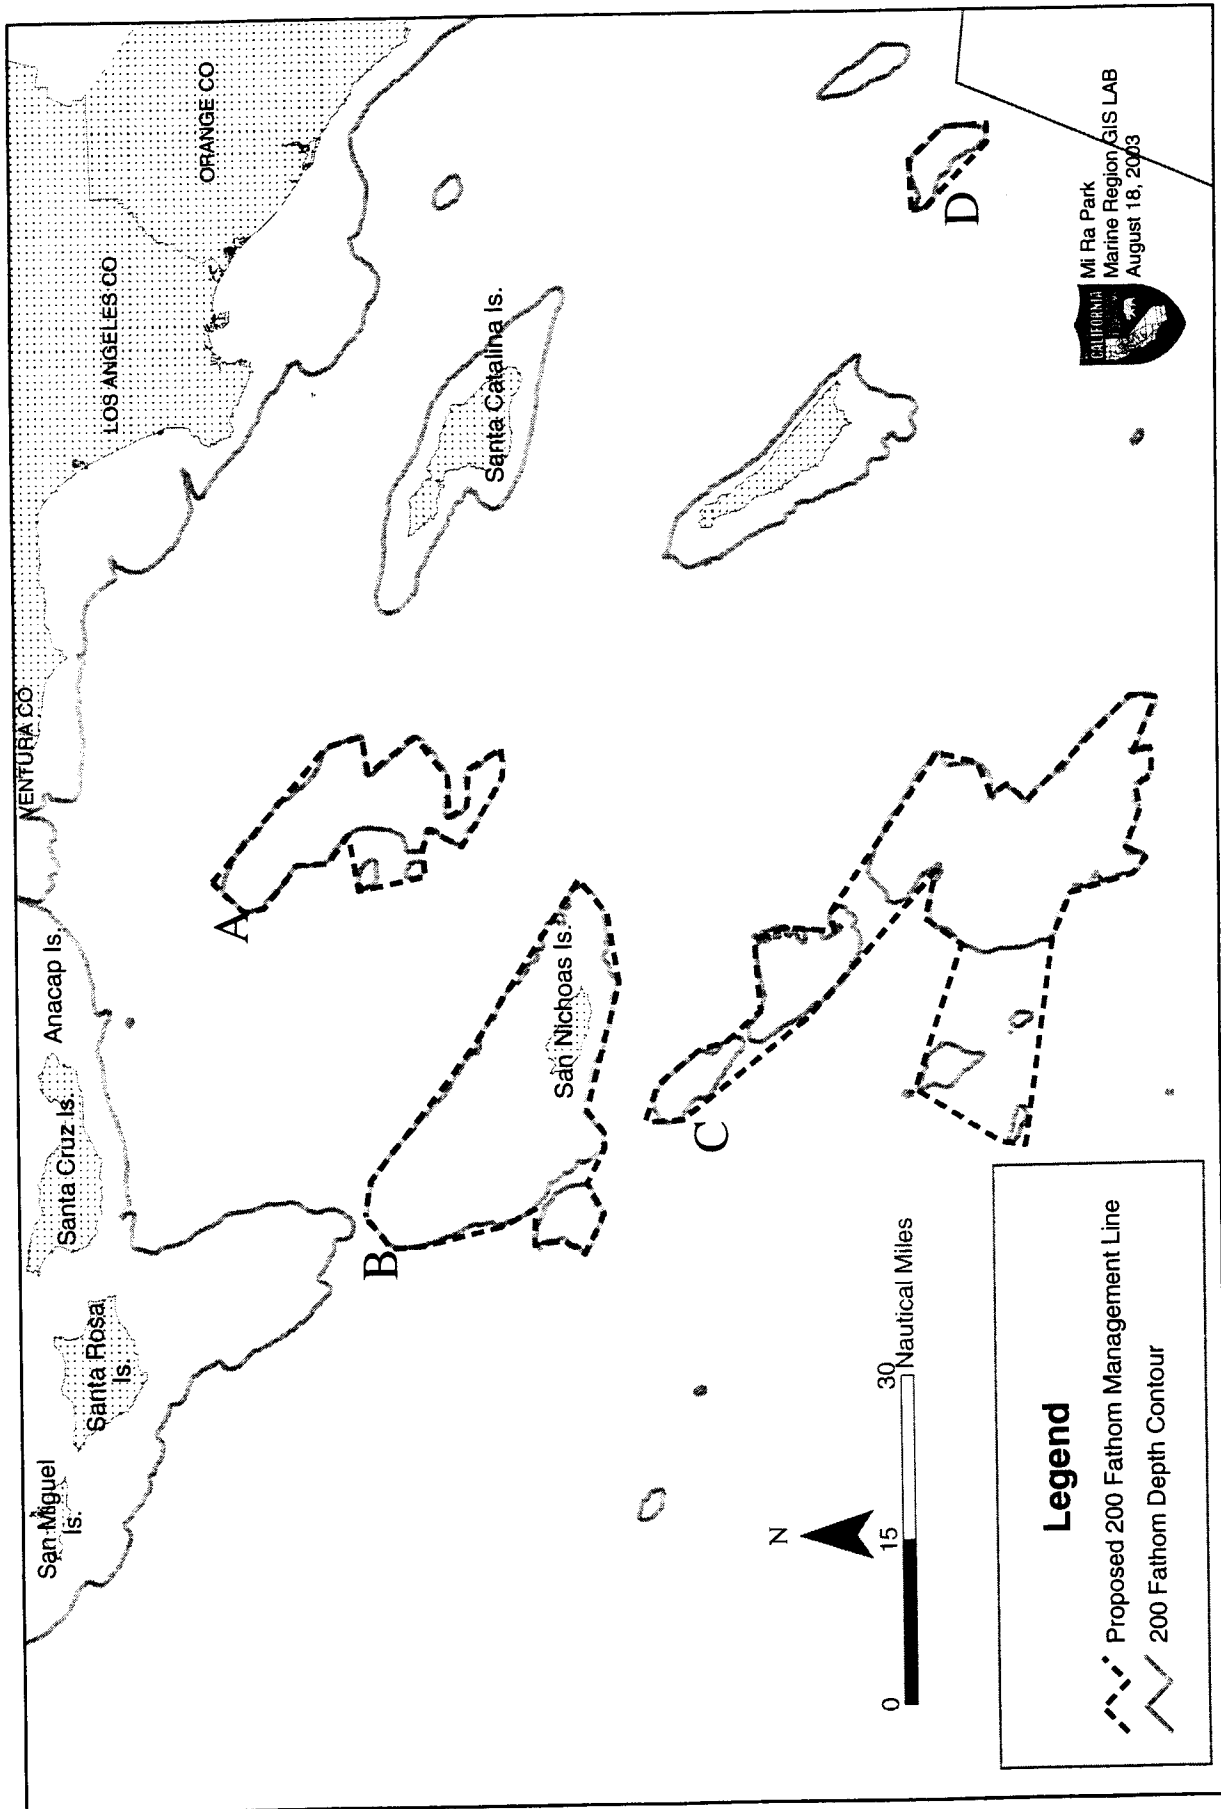 VENTURA CO
LOS ANGELES CO
ORANGE CO
San Miguel
Is.
Santa Rosa
Is.
Santa Cruz Is.
Anacap Is.
A
B
San Nichoas Is.
Santa Catalina Is.
C
D
N
0
15
30
Nautical Miles
Legend
Proposed 200 Fathom Management Line
200 Fathom Depth Contour
CALIFORNIA
Mi Ra Park
Marine Region GIS LAB
August 18, 2003